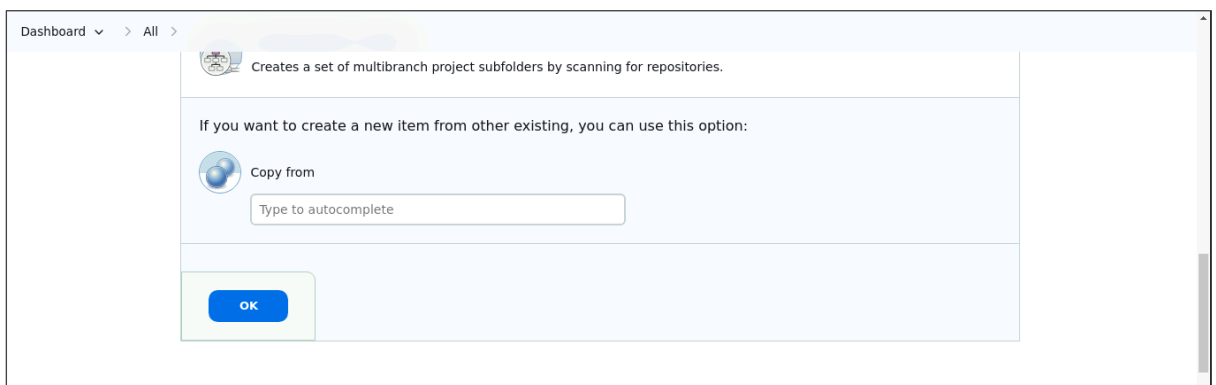 Dashboard > All >
Creates a set of multibranch project subfolders by scanning for repositories.
If you want to create a new item from other existing, you can use this option:
Copy from
Type to autocomplete
OK